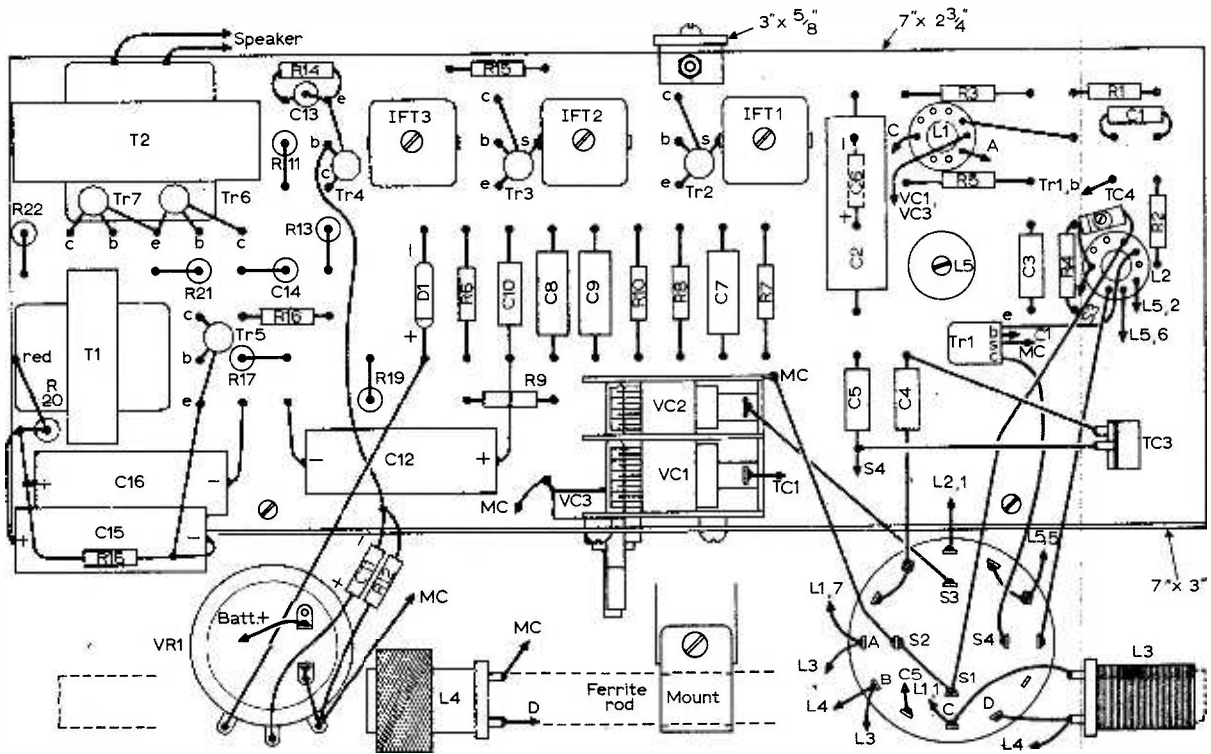 Speaker
3" x 5/8"
7" x 2 3/4"
R14
C13
e
R15
c
IFT3
IFT2
IFT1
R3
R1
C1
C
L1
A
T2
R11
b
c
Tr4
b
s
e
Tr3
c
b
s
e
Tr2
C6
+
C2
R5
VC1,
VC3,
Tr1,b
TC4
R2
Tr7
Tr6
R22
c
b
e
b
c
R13
R21
C14
D1
+
R6
C10
C8
C9
R10
R8
C7
R7
L5
C3
R4
L2
L5,2
L5,6
R16
c
Tr5
b
e
R17
red
T1
R
20
R19
R9
MC
Tr1
e
b
MC
VC2
VC1
TC1
C5
C4
S4
TC3
C12
-
+
C16
+
-
MC
VC3
L2,1
C15
+
-
L5,5
7" x 3"
Batt.+
VR1
-
+
MC
L1,7
S3
A
S2
S4
L3
B
C5
L1,1
S1
C
D
L4
L3
L4
L3
MC
L4
D
Ferrite
rod
Mount